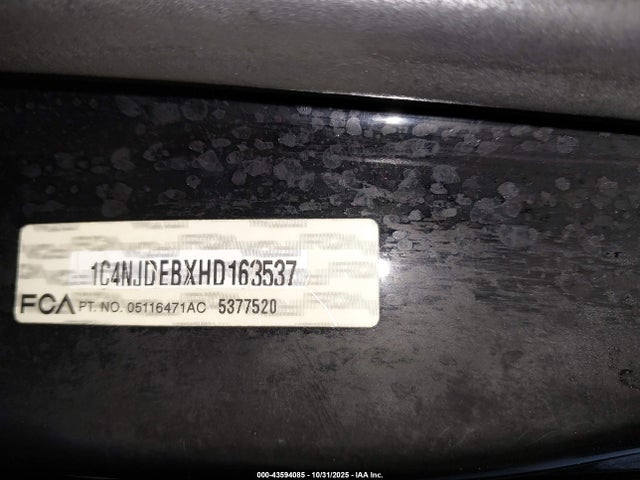 1C4NJDEBXHD163537
FCA PT. NO. 05116471AC 5377520
000-43594085 - 10/31/2025 - IAA Inc.